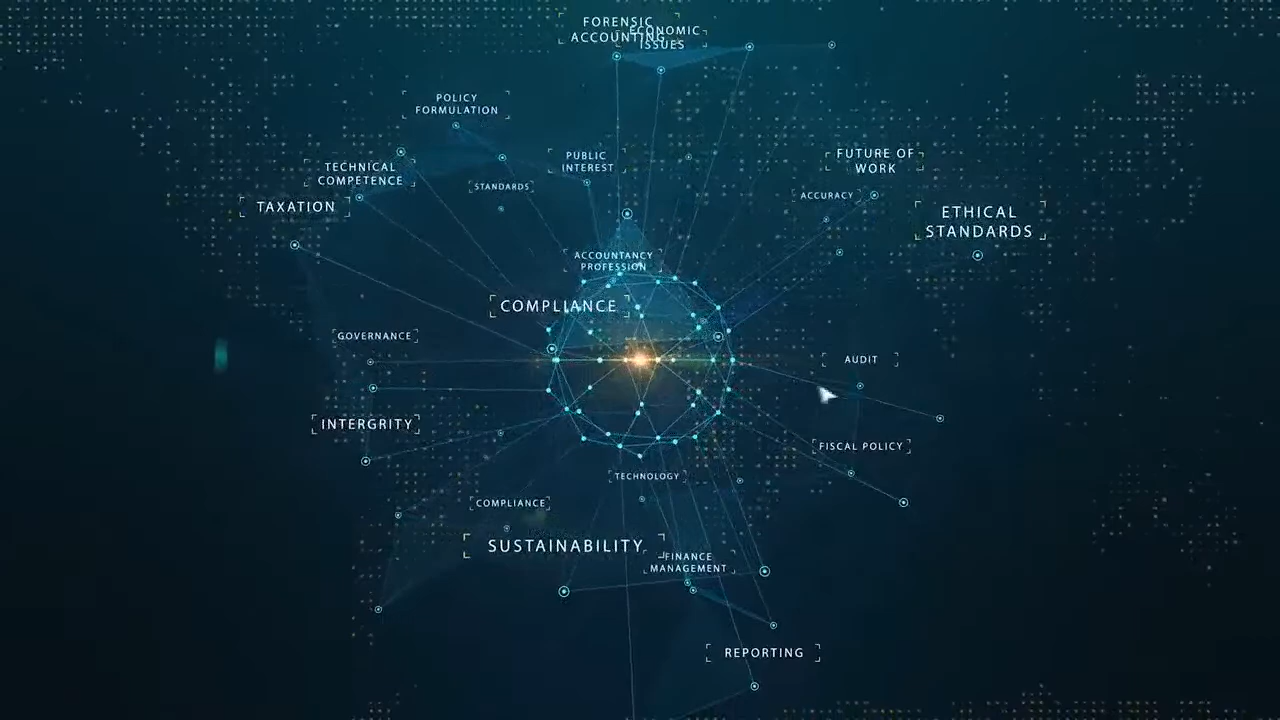 FORENSIC
ACCOUNTING
ECONOMIC
ISSUES
POLICY
FORMULATION
PUBLIC
INTEREST
FUTURE OF
WORK
TECHNICAL
COMPETENCE
STANDARDS
ACCURACY
TAXATION
ETHICAL
STANDARDS
ACCOUNTANCY
PROFESSION
COMPLIANCE
GOVERNANCE
AUDIT
INTERGRITY
FISCAL POLICY
TECHNOLOGY
COMPLIANCE
SUSTAINABILITY
FINANCE
MANAGEMENT
REPORTING